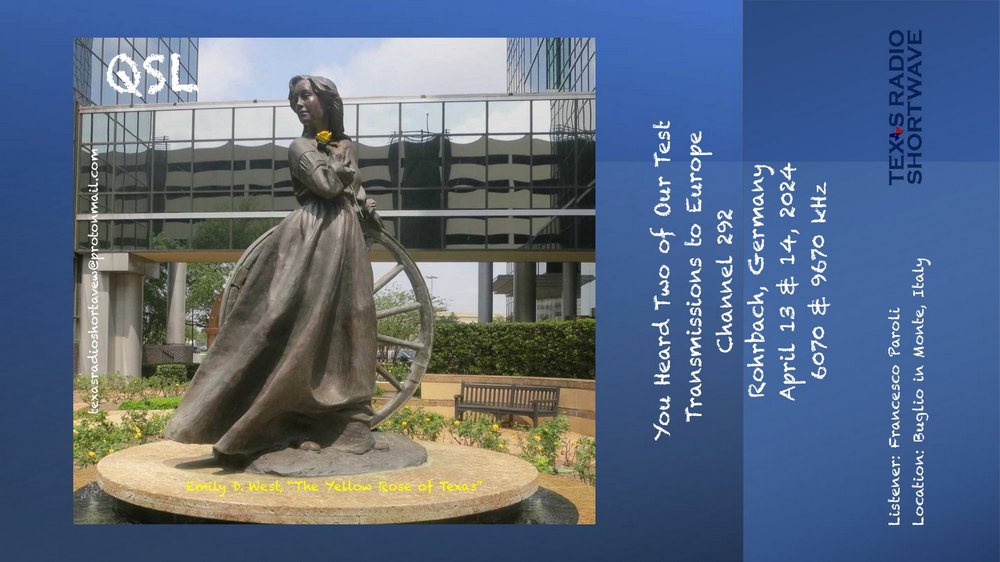 QSL
texasradioshortavew@protonmail.com
Emily D. West, "The Yellow Rose of Texas"
You Heard Two of Our Test
Transmissions to Europe
Channel 292
Rohrbach, Germany
April 13 & 14, 2024
6070 & 9670 kHz
TEXAS RADIO
SHORTWAVE
Listener: Francesco Paroli
Location: Buglio in Monte, Italy